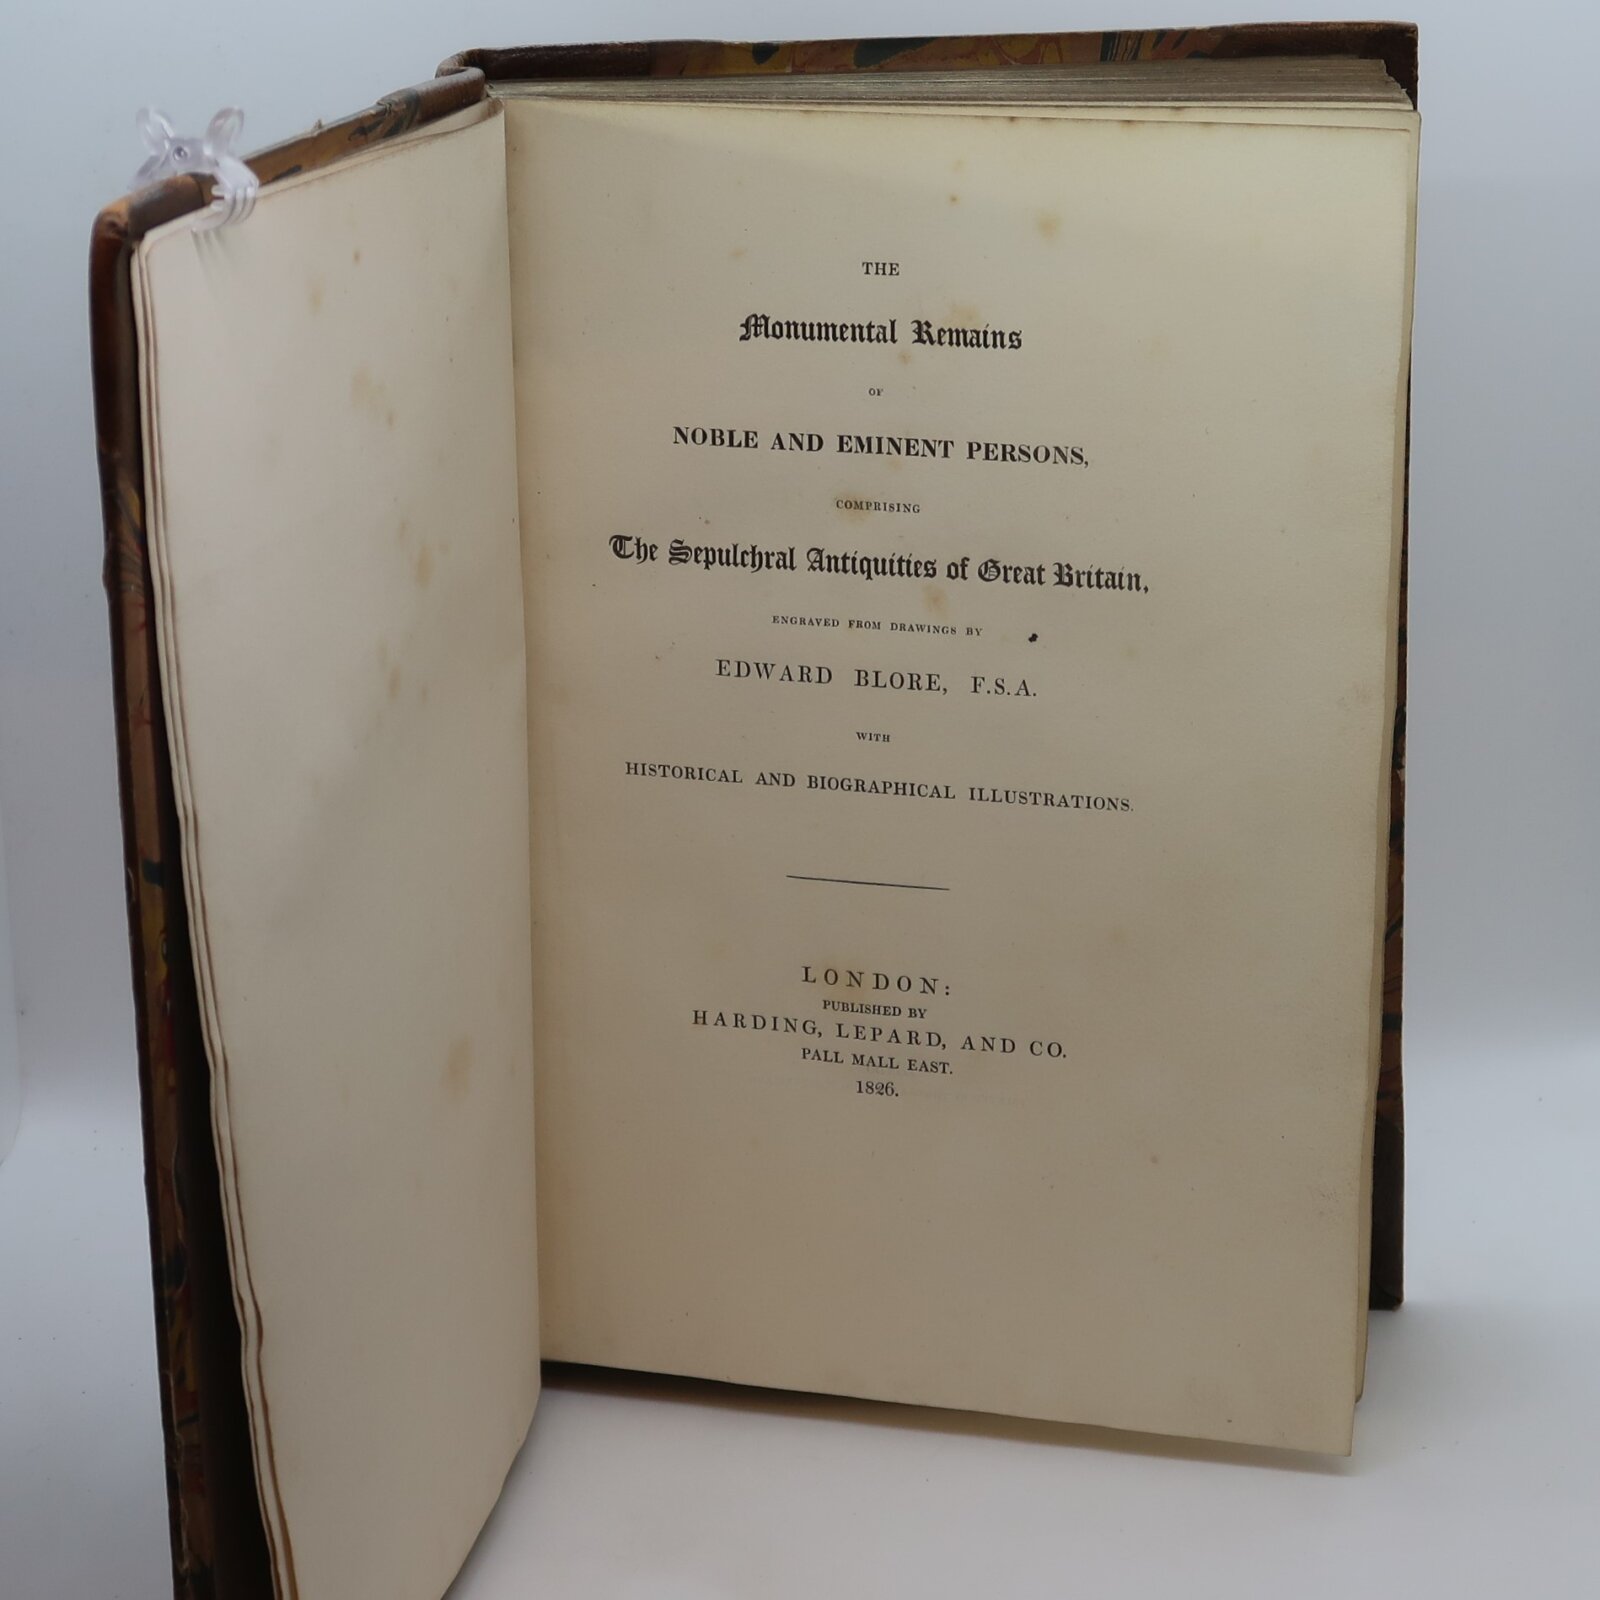 THE
Monumental Remains
OF
NOBLE AND EMINENT PERSONS,
COMPRISING
The Sepulchral Antiquities of Great Britain,
ENGRAVED FROM DRAWINGS BY
EDWARD BLORE, F.S.A.
WITH
HISTORICAL AND BIOGRAPHICAL ILLUSTRATIONS.
LONDON:
PUBLISHED BY
HARDING, LEPARD, AND CO.
PALL MALL EAST.
1826.